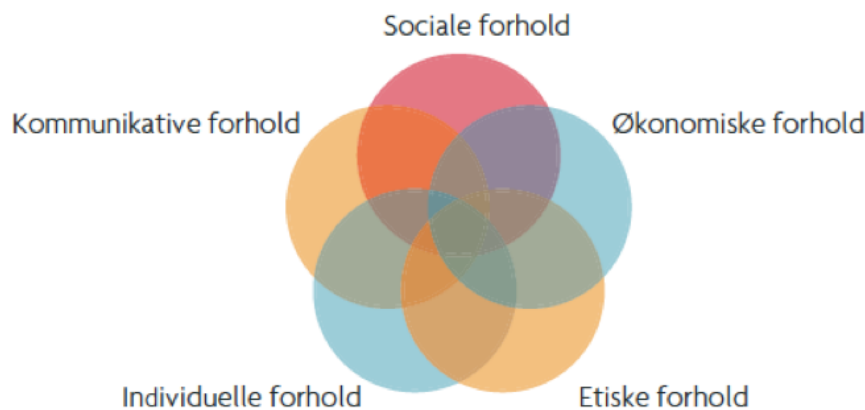 Sociale forhold
Kommunikative forhold
Økonomiske forhold
Individuelle forhold
Etiske forhold